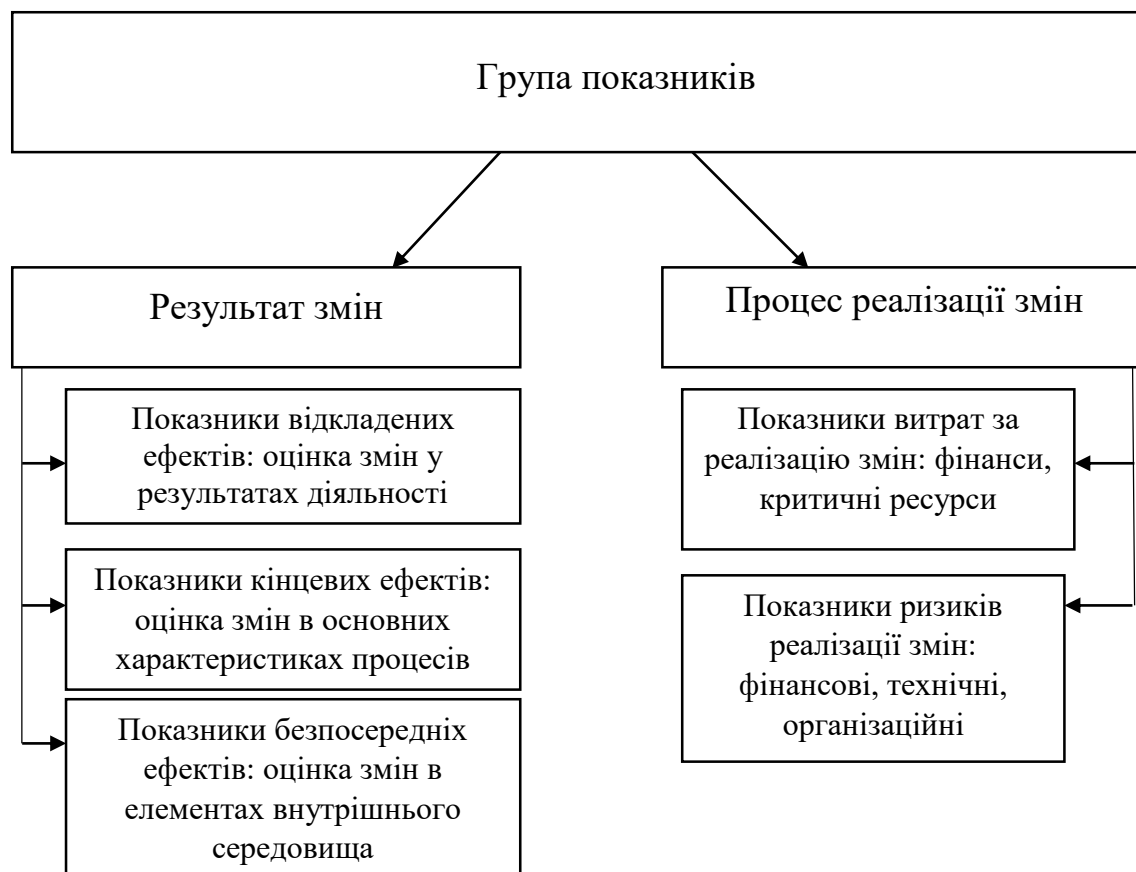 Група показників
Результат змін
Процес реалізації змін
Показники відкладених
ефектів: оцінка змін у
результатах діяльності
Показники витрат за
реалізацію змін: фінанси,
критичні ресурси
Показники кінцевих ефектів:
оцінка змін в основних
характеристиках процесів
Показники ризиків
реалізації змін:
фінансові, технічні,
організаційні
Показники безпосередніх
ефектів: оцінка змін в
елементах внутрішнього
середовища